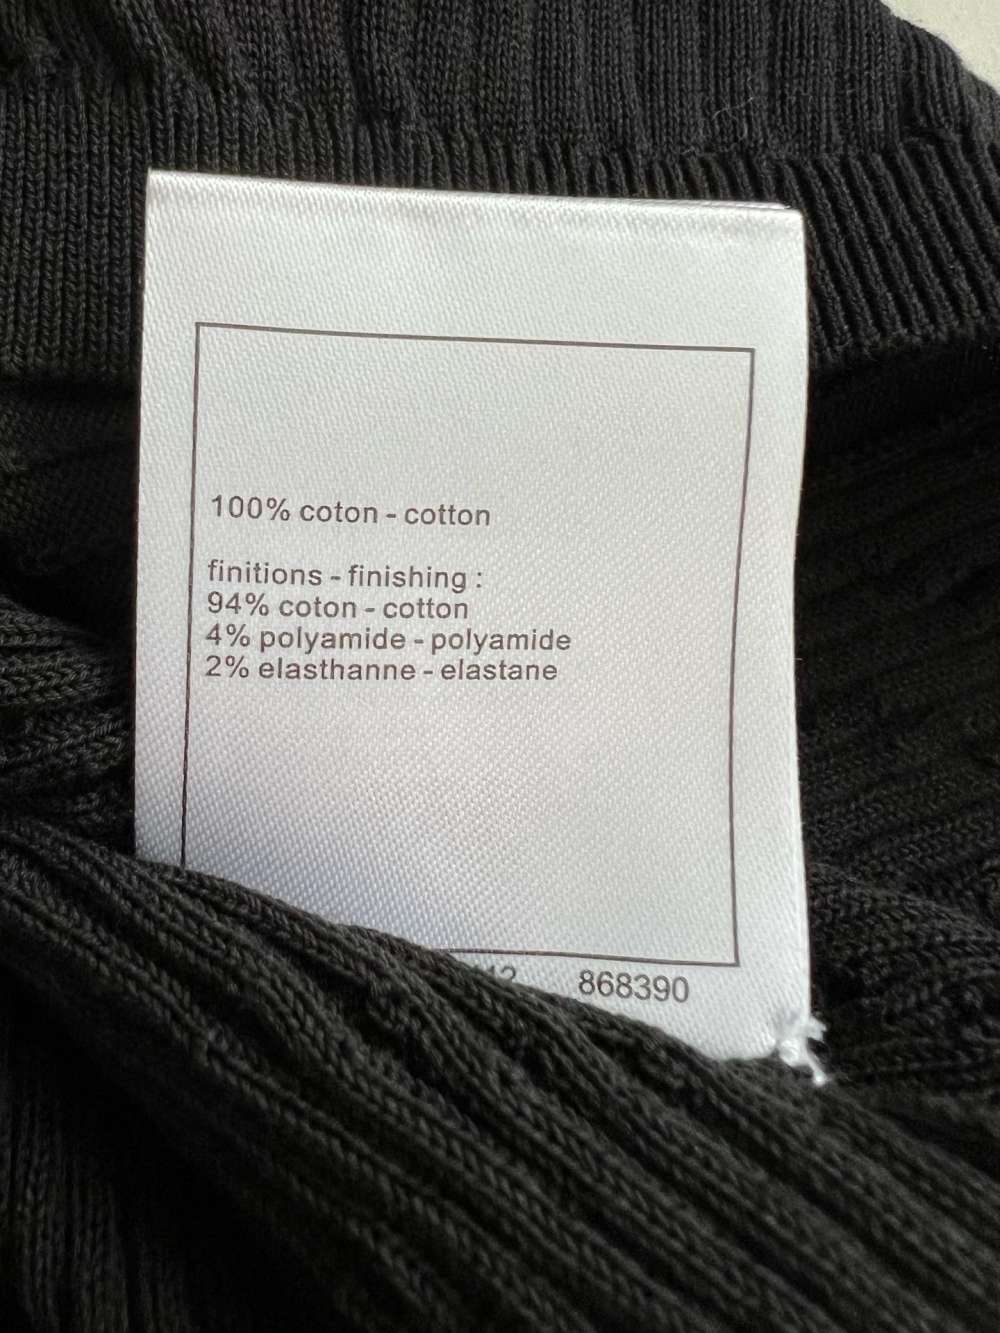 100% coton - cotton
finitions - finishing :
94% coton - cotton
4% polyamide - polyamide
2% elasthanne - elastane
868390